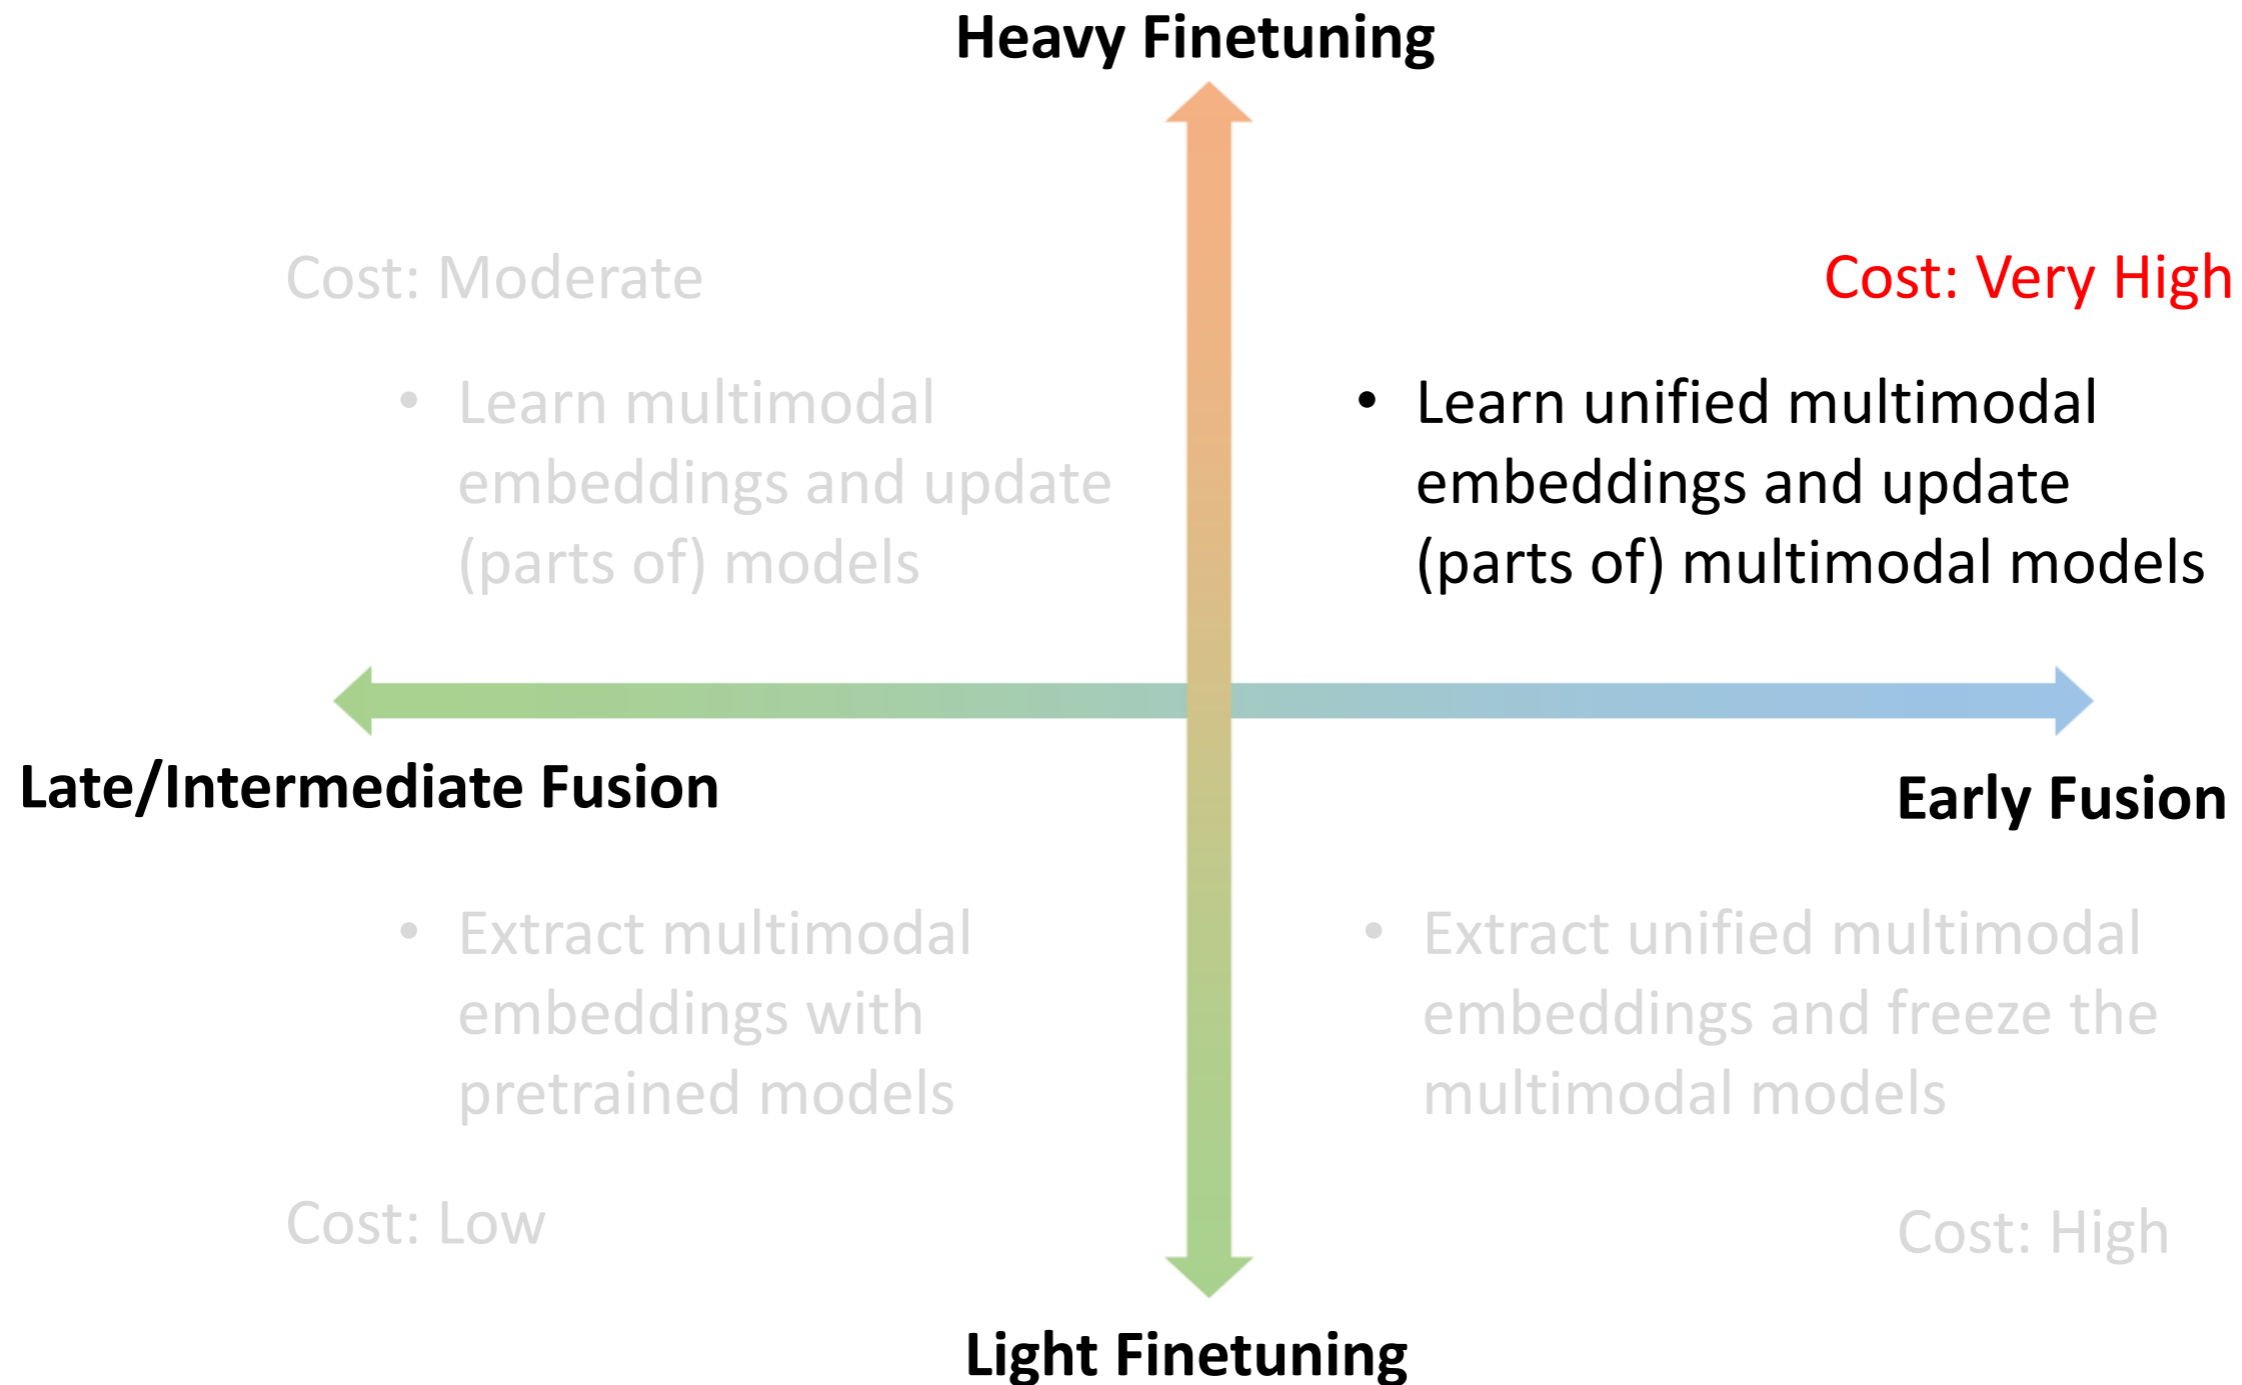 Heavy Finetuning
Cost: Moderate
• Learn multimodal
embeddings and update
(parts of) models
Cost: Very High
• Learn unified multimodal
embeddings and update
(parts of) multimodal models
Late/Intermediate Fusion
Early Fusion
• Extract multimodal
embeddings with
pretrained models
Cost: Low
• Extract unified multimodal
embeddings and freeze the
multimodal models
Cost: High
Light Finetuning